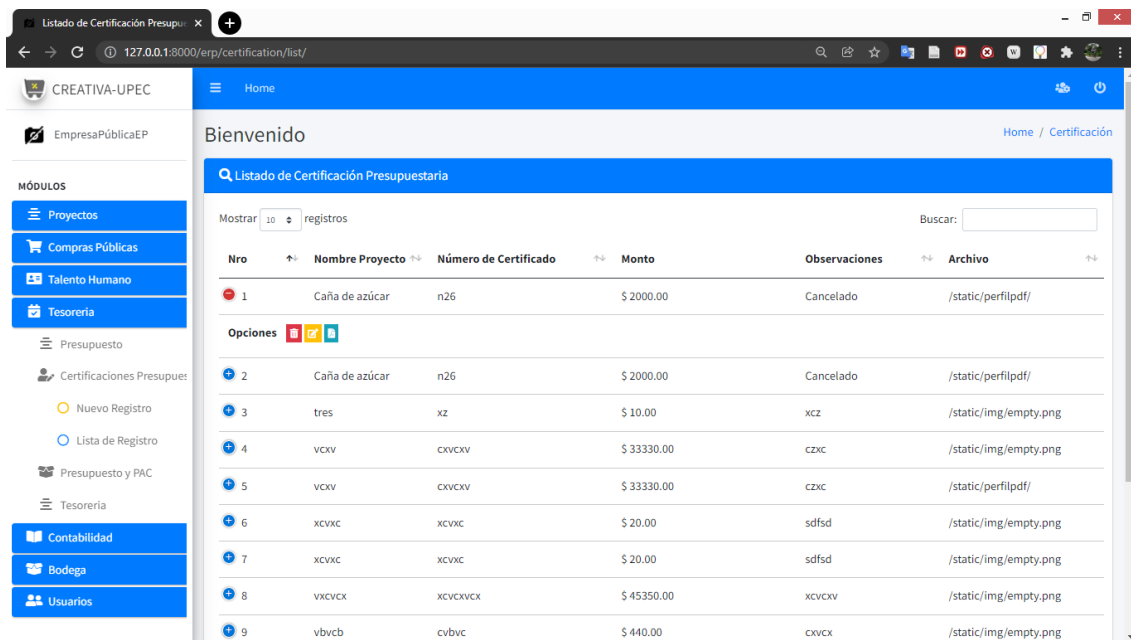 Listado de Certificación Presupue
127.0.0.1:8000/erp/certification/list/
CREATIVA-UPEC
Home
EmpresaPúblicaEP
Bienvenido
Home / Certificación
MÓDULOS
Proyectos
Compras Públicas
Talento Humano
Tesoreria
Presupuesto
Certificaciones Presupues
Nuevo Registro
Lista de Registro
Presupuesto y PAC
Tesoreria
Contabilidad
Bodega
Usuarios
Listado de Certificación Presupuestaria
Mostrar 10 registros
Buscar:
Nro Nombre Proyecto Número de Certificado Monto Observaciones Archivo
1 Caña de azúcar n26 $ 2000.00 Cancelado /static/perfilpdf/
Opciones
2 Caña de azúcar n26 $ 2000.00 Cancelado /static/perfilpdf/
3 tres xz $ 10.00 xcz /static/img/empty.png
4 vcxv cxvcxv $ 33330.00 czxc /static/img/empty.png
5 vcxv cxvcxv $ 33330.00 czxc /static/perfilpdf/
6 xcvxc xcvxc $ 20.00 sdfsd /static/img/empty.png
7 xcvxc xcvxc $ 20.00 sdfsd /static/img/empty.png
8 vxcvcx xcvcxvcx $ 45350.00 xcvcxv /static/img/empty.png
9 vbvcb cvbvc $ 440.00 cxvcx /static/img/empty.png